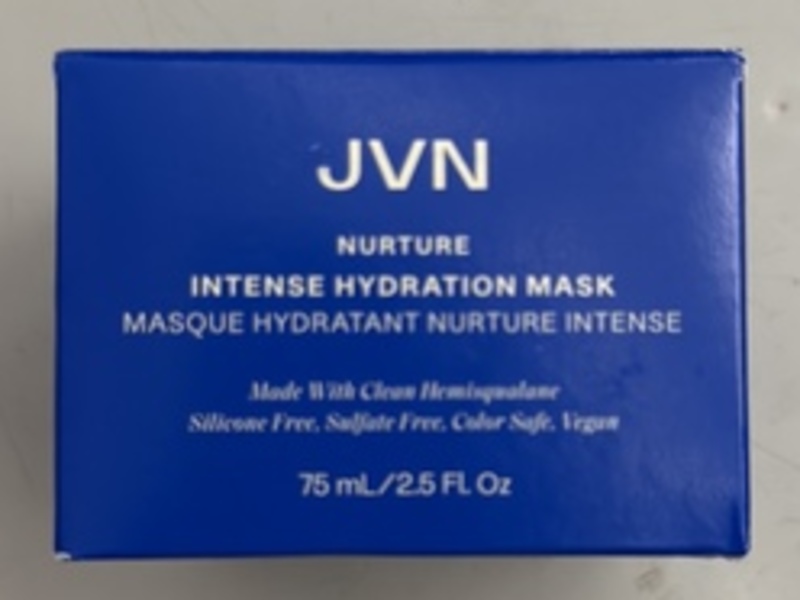 JVN
NURTURE
INTENSE HYDRATION MASK
MASQUE HYDRATANT NURTURE INTENSE
Made With Clean Hemisqualane
Silicone Free, Sulfate Free, Color Safe, Vegan
75 mL/2.5 Fl. Oz